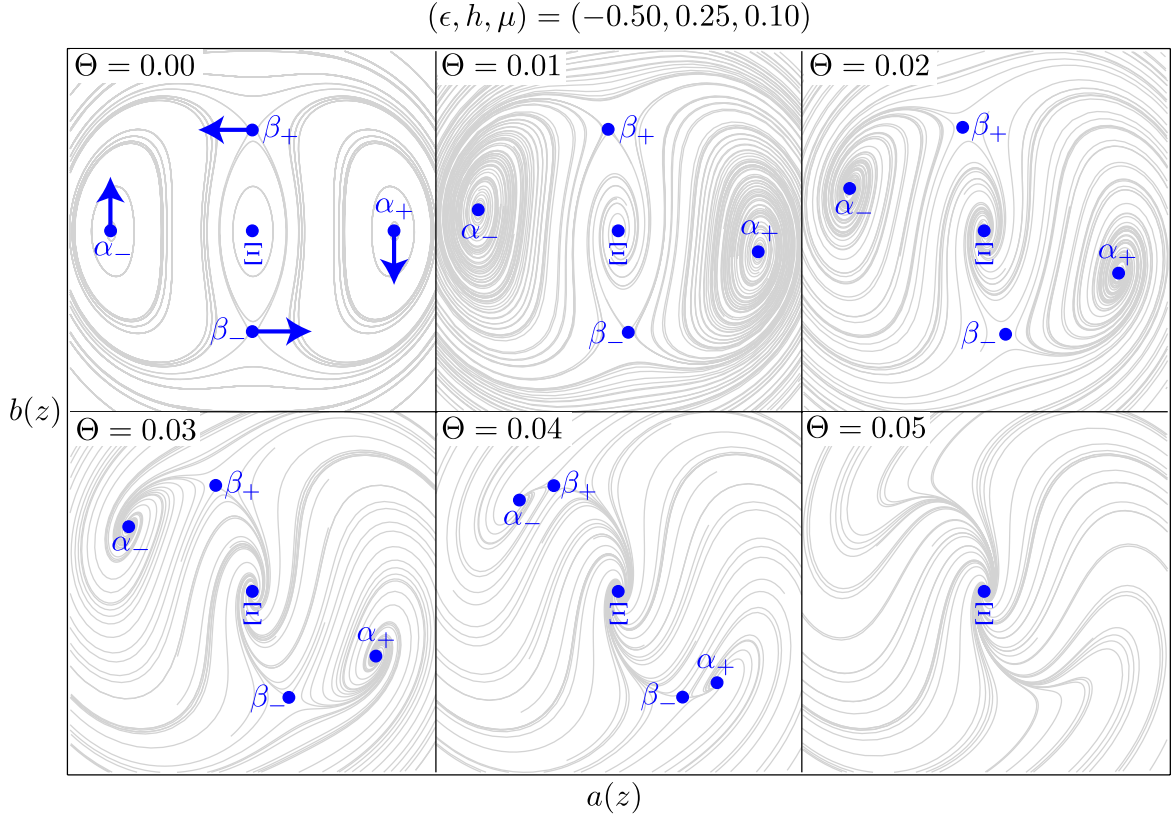 (ϵ, h, μ) = (−0.50, 0.25, 0.10)
Θ = 0.00
β₊
α₊
α₋
Ξ
β₋
Θ = 0.01
β₊
α₋
α₊
Ξ
β₋
Θ = 0.02
β₊
α₋
Ξ
α₊
β₋
b(z)
Θ = 0.03
β₊
α₋
Ξ
α₊
β₋
Θ = 0.04
β₊
α₋
Ξ
α₊
β₋
Θ = 0.05
Ξ
a(z)